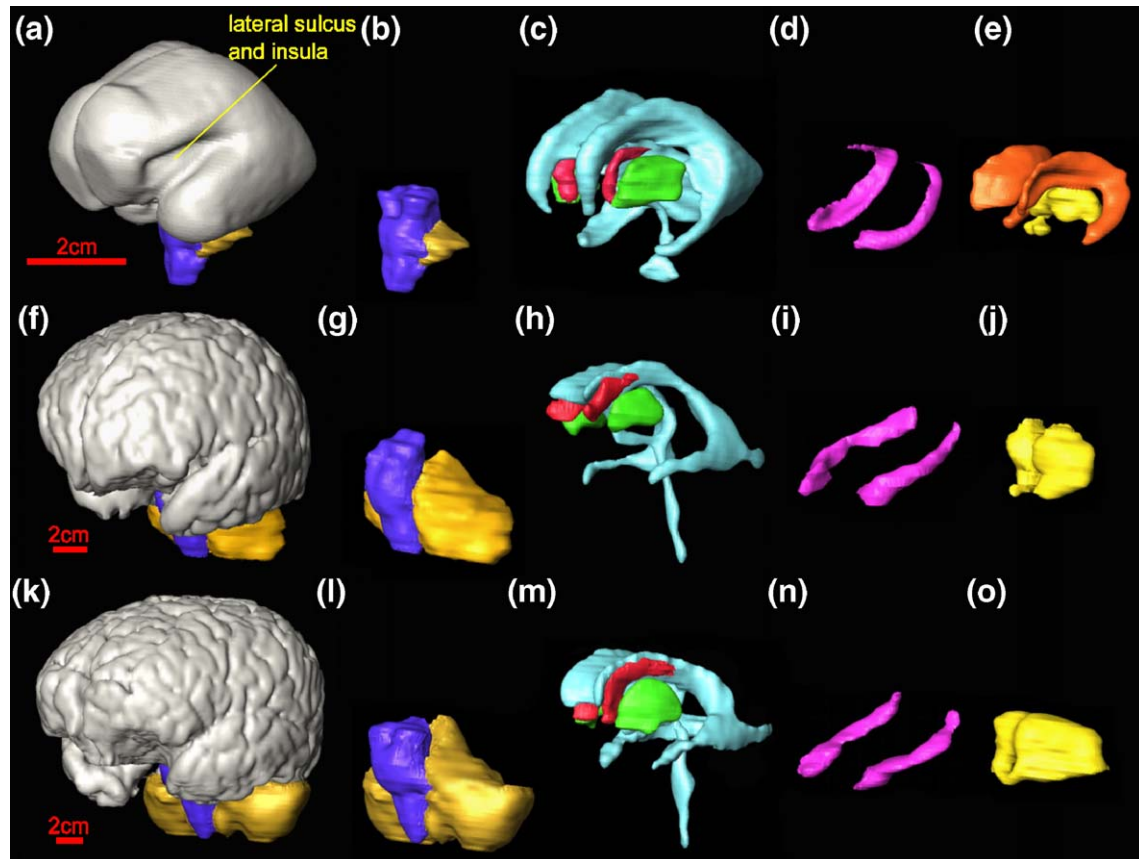 (a)
lateral sulcus
and insula
(b)
(c)
(d)
(e)
2cm
(f)
(g)
(h)
(i)
(j)
2cm
(k)
(l)
(m)
(n)
(o)
2cm